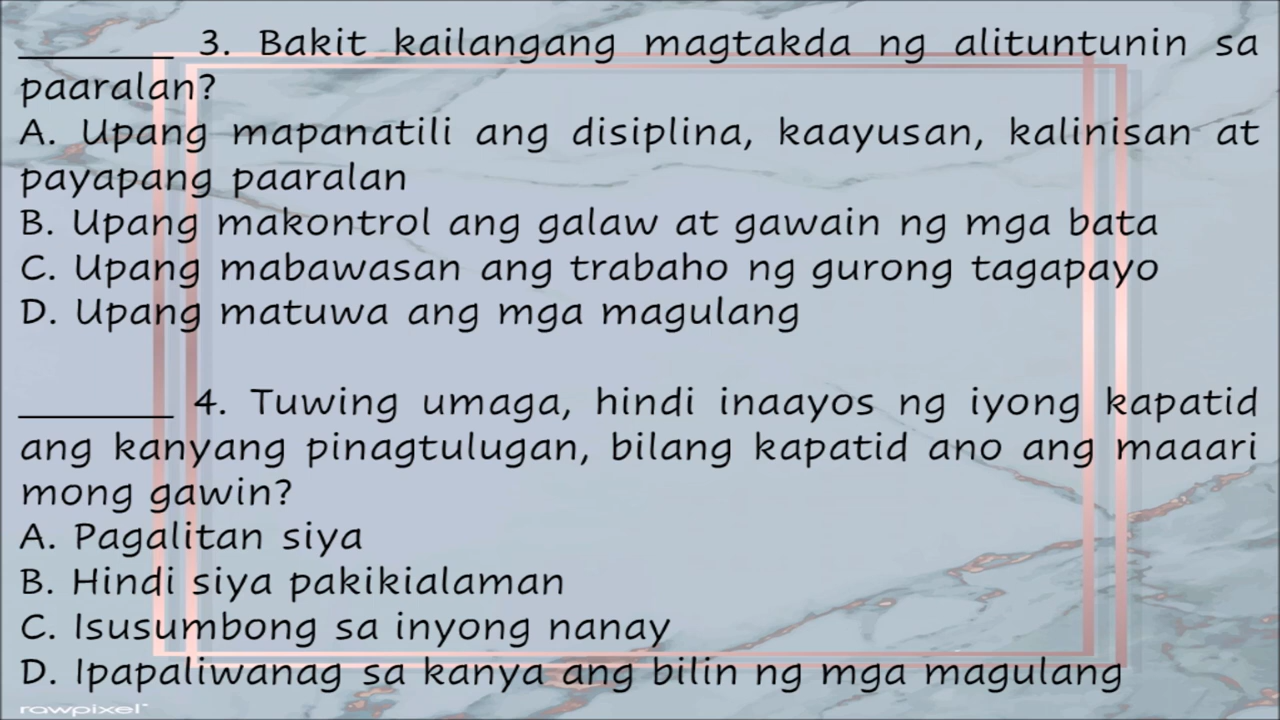 ________ 3. Bakit kailangang magtakda ng alituntunin sa
paaralan?
A. Upang mapanatili ang disiplina, kaayusan, kalinisan at
payapang paaralan
B. Upang makontrol ang galaw at gawain ng mga bata
C. Upang mabawasan ang trabaho ng gurong tagapayo
D. Upang matuwa ang mga magulang
________ 4. Tuwing umaga, hindi inaayos ng iyong kapatid
ang kanyang pinagtulugan, bilang kapatid ano ang maaari
mong gawin?
A. Pagalitan siya
B. Hindi siya pakikialaman
C. Isusumbong sa inyong nanay
D. Ipapaliwanag sa kanya ang bilin ng mga magulang
rawpixel